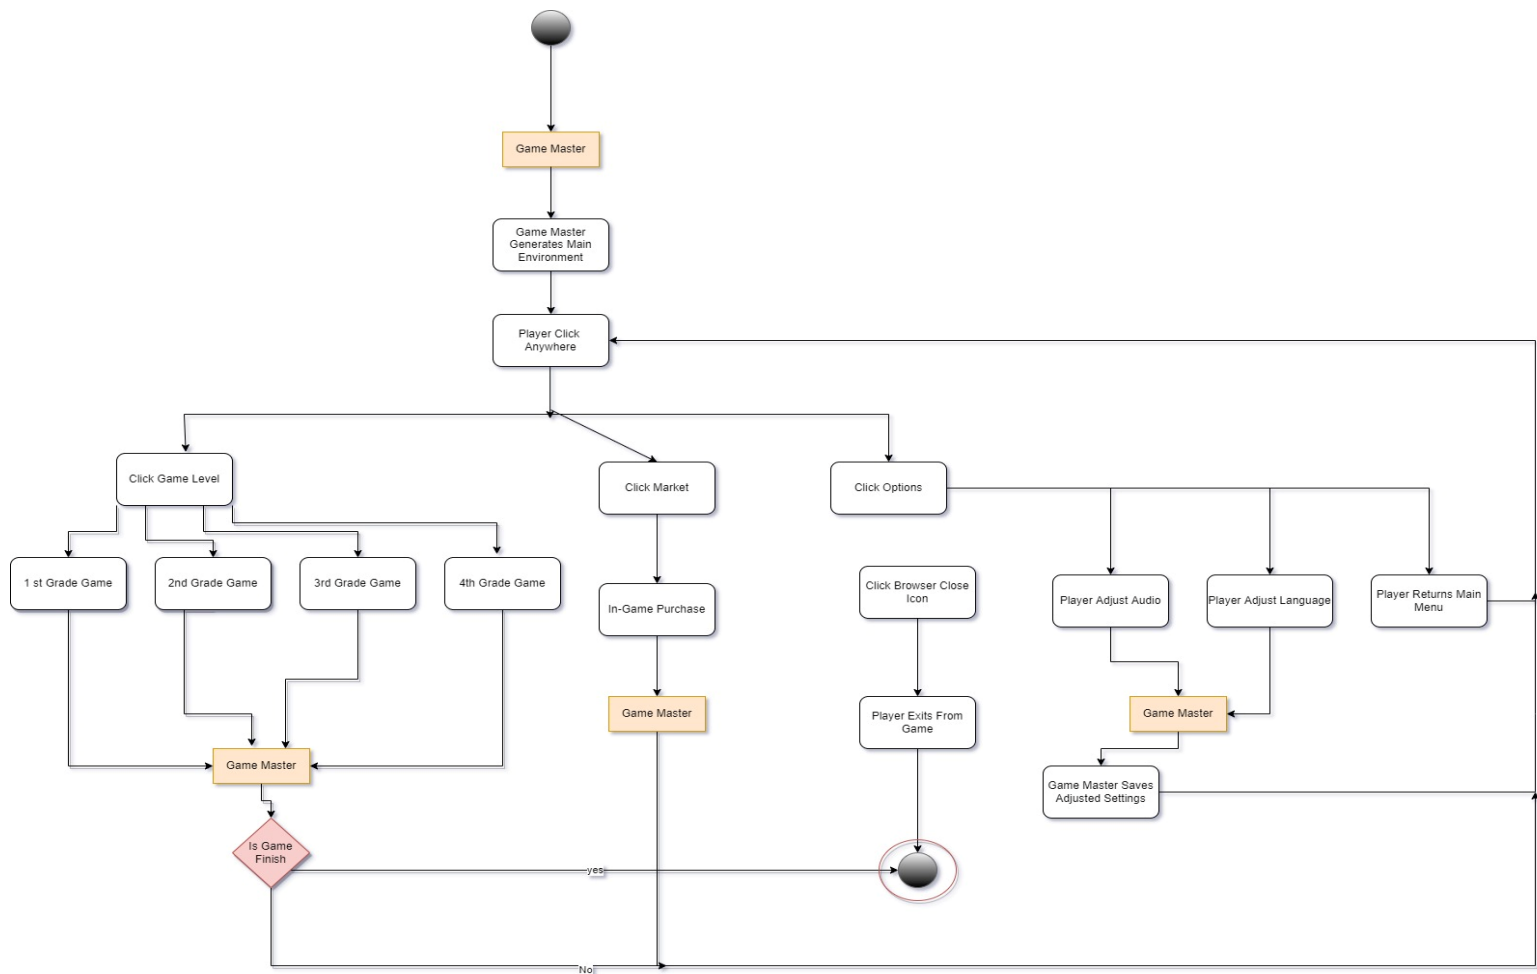 Game Master
Game Master
Generates Main
Environment
Player Click
Anywhere
Click Game Level
Click Market
Click Options
1 st Grade Game
2nd Grade Game
3rd Grade Game
4th Grade Game
In-Game Purchase
Click Browser Close
Icon
Player Adjust Audio
Player Adjust Language
Player Returns Main
Menu
Game Master
Player Exits From
Game
Game Master
Game Master
Game Master Saves
Adjusted Settings
Is Game
Finish
yes
No